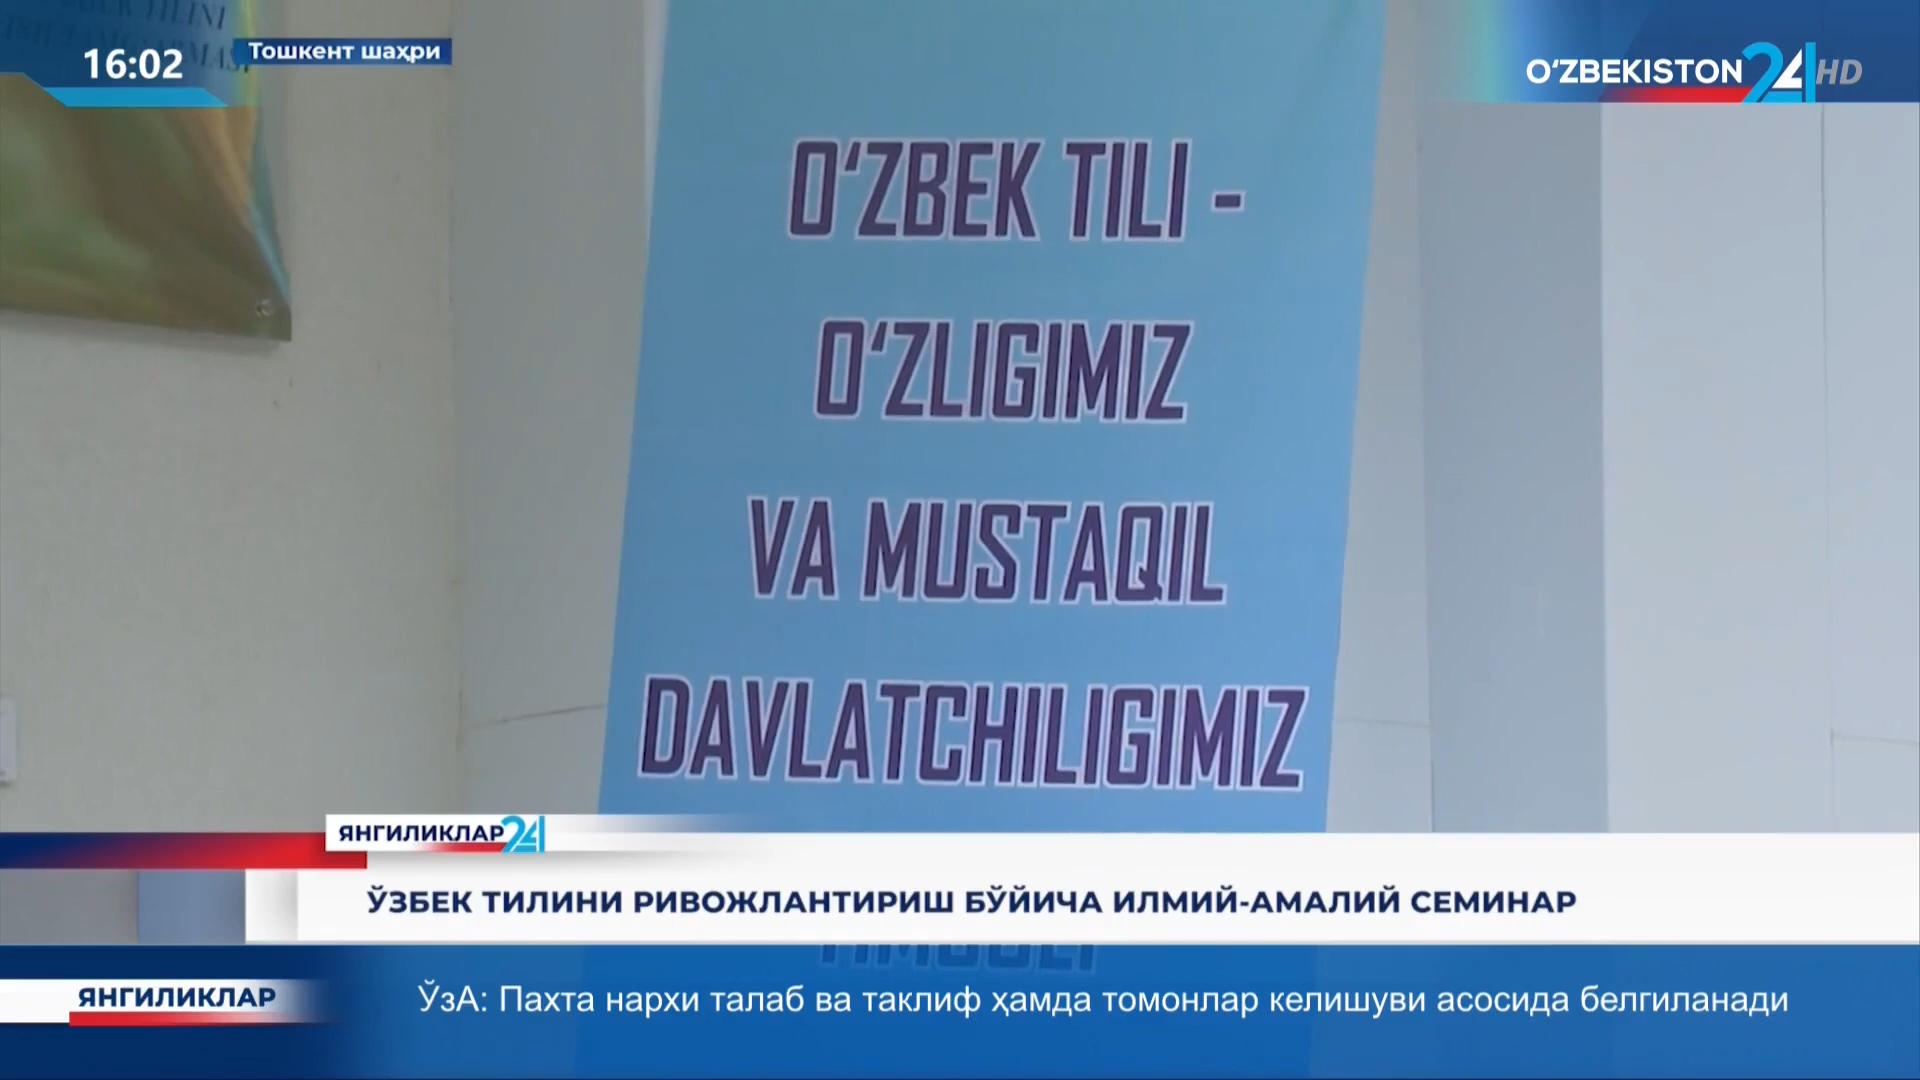 16:02
Тошкент шаҳри
O‘ZBEKISTON 24 HD
O‘ZBEK TILI -
O‘ZLIGIMIZ
VA MUSTAQIL
DAVLATCHILIGIMIZ
ЯНГИЛИКЛАР 24
ЎЗБЕК ТИЛИНИ РИВОЖЛАНТИРИШ БЎЙИЧА ИЛМИЙ-АМАЛИЙ СЕМИНАР
ЯНГИЛИКЛАР
ЎзА: Пахта нархи талаб ва таклиф ҳамда томонлар келишуви асосида белгиланади